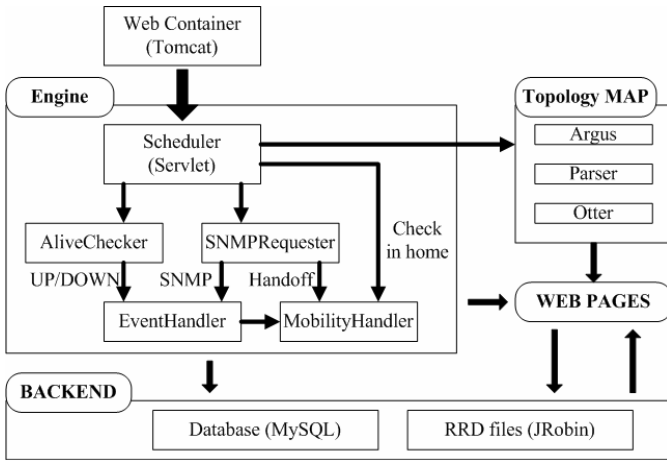 Web Container
(Tomcat)
Engine
Topology MAP
Scheduler
(Servlet)
Argus
Parser
Otter
AliveChecker
SNMPRequester
Check
in home
UP/DOWN
SNMP
Handoff
EventHandler
MobilityHandler
WEB PAGES
BACKEND
Database (MySQL)
RRD files (JRobin)